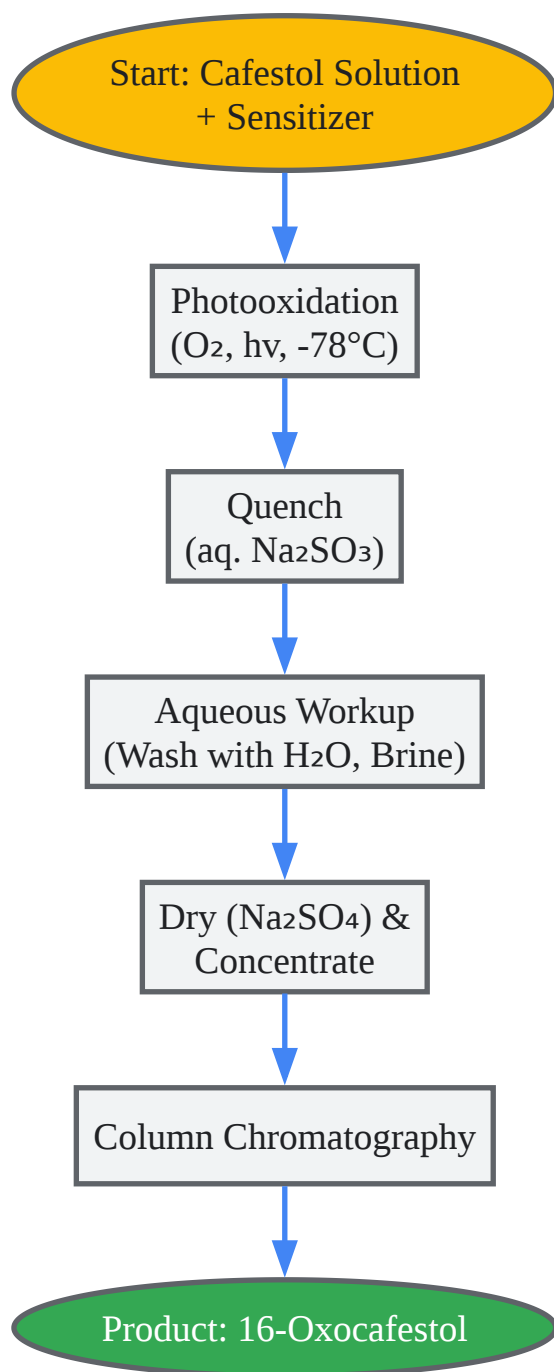 Start: Cafestol Solution
+ Sensitizer
Photooxidation
(O₂, hv, -78°C)
Quench
(aq. Na₂SO₃)
Aqueous Workup
(Wash with H₂O, Brine)
Dry (Na₂SO₄) &
Concentrate
Column Chromatography
Product: 16-Oxocafestol